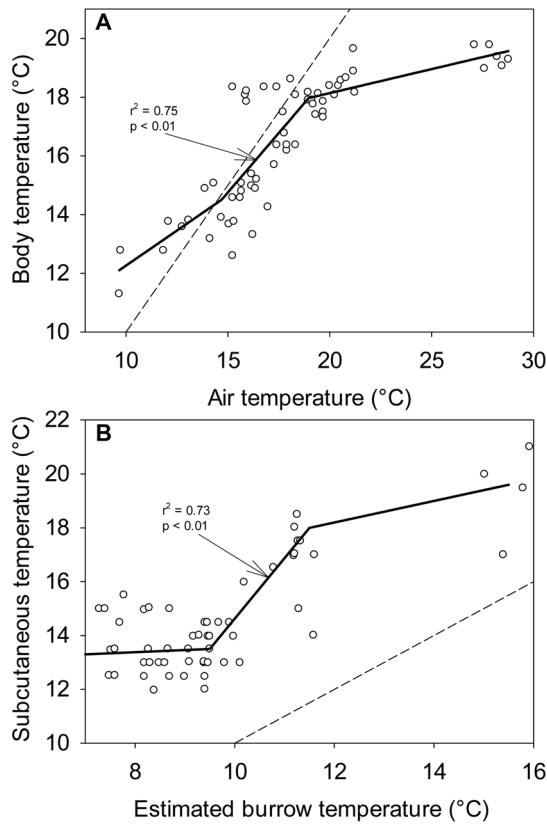 A
20
18
16
14
12
10
Body temperature (°C)
r² = 0.75
p < 0.01
10 15 20 25 30
Air temperature (°C)
B
22
20
18
16
14
12
10
Subcutaneous temperature (°C)
r² = 0.73
p < 0.01
8 10 12 14 16
Estimated burrow temperature (°C)